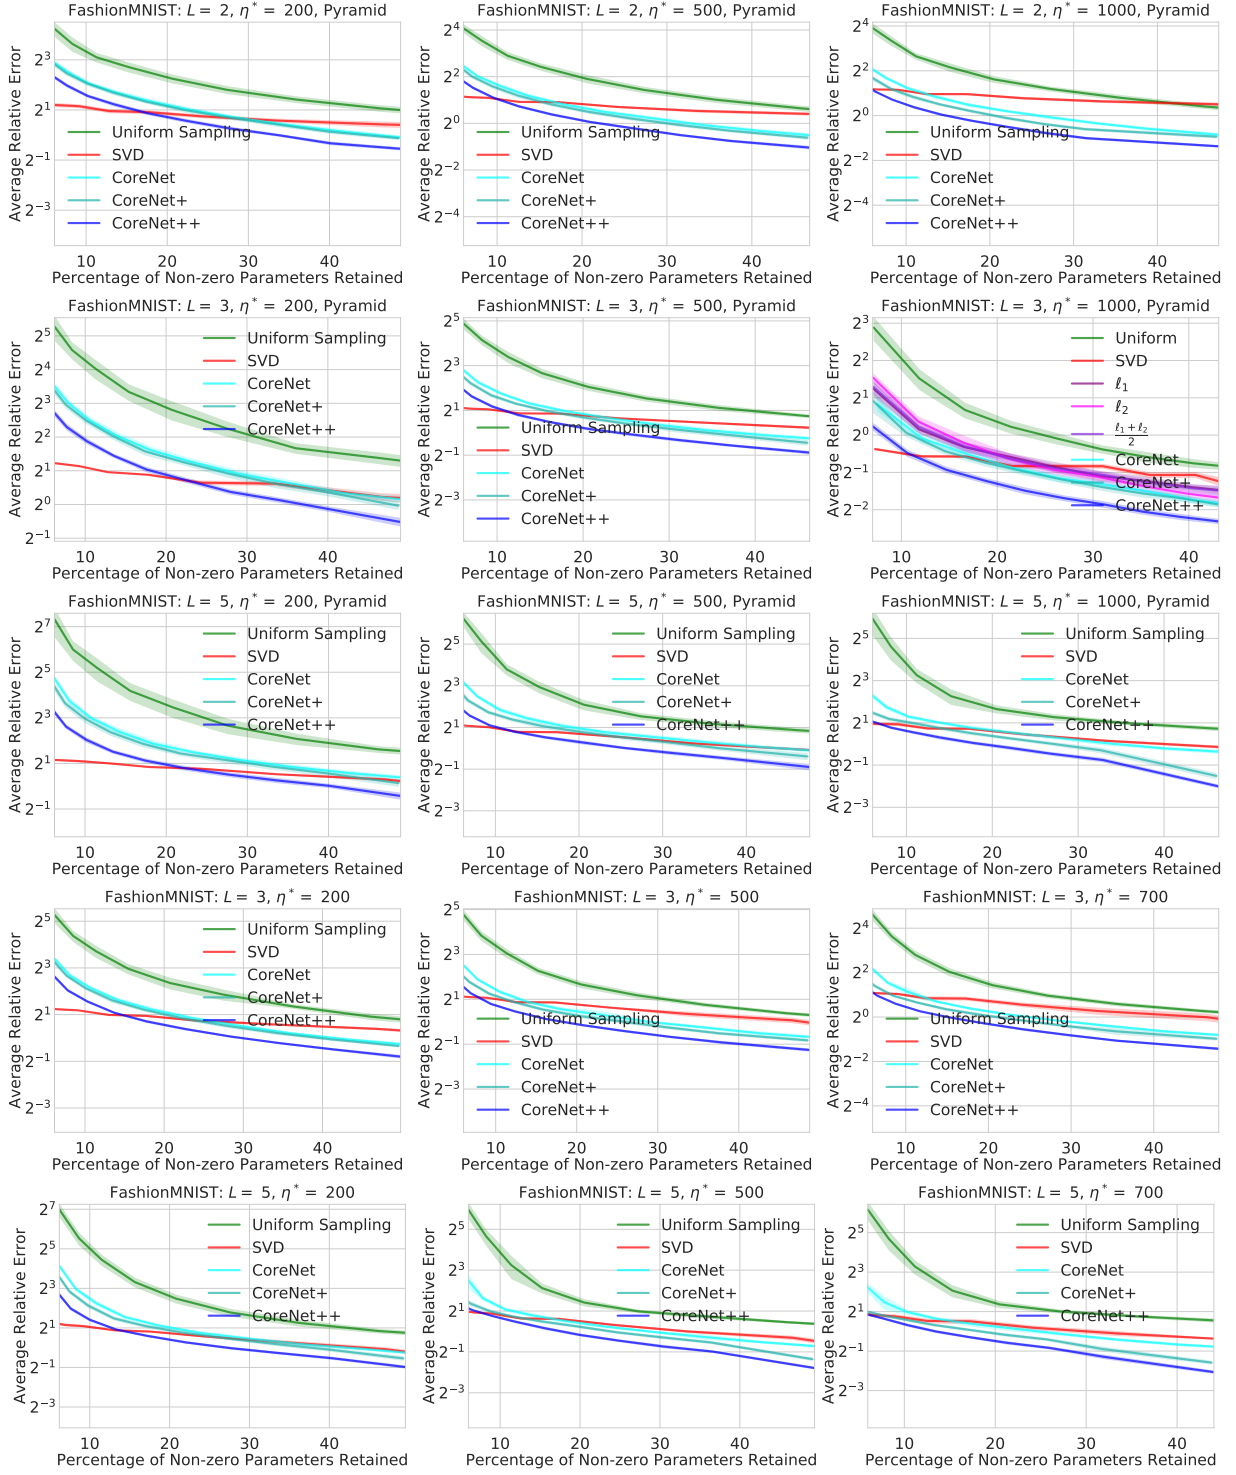 FashionMNIST: L = 2, η* = 200, Pyramid
Average Relative Error
2^3
2^1
2^−1
2^−3
Uniform Sampling
SVD
CoreNet
CoreNet+
CoreNet++
10 20 30 40
Percentage of Non-zero Parameters Retained
FashionMNIST: L = 2, η* = 500, Pyramid
Average Relative Error
2^4
2^2
2^0
2^−2
2^−4
Uniform Sampling
SVD
CoreNet
CoreNet+
CoreNet++
10 20 30 40
Percentage of Non-zero Parameters Retained
FashionMNIST: L = 2, η* = 1000, Pyramid
Average Relative Error
2^4
2^2
2^0
2^−2
2^−4
Uniform Sampling
SVD
CoreNet
CoreNet+
CoreNet++
10 20 30 40
Percentage of Non-zero Parameters Retained
FashionMNIST: L = 3, η* = 200, Pyramid
Average Relative Error
2^5
2^4
2^3
2^2
2^1
2^0
2^−1
Uniform Sampling
SVD
CoreNet
CoreNet+
CoreNet++
10 20 30 40
Percentage of Non-zero Parameters Retained
FashionMNIST: L = 3, η* = 500, Pyramid
Average Relative Error
2^5
2^3
2^1
2^−1
2^−3
Uniform Sampling
SVD
CoreNet
CoreNet+
CoreNet++
10 20 30 40
Percentage of Non-zero Parameters Retained
FashionMNIST: L = 3, η* = 1000, Pyramid
Average Relative Error
2^3
2^2
2^1
2^0
2^−1
2^−2
Uniform
SVD
ℓ1
ℓ2
ℓ1+ℓ2
2
CoreNet
CoreNet+
CoreNet++
10 20 30 40
Percentage of Non-zero Parameters Retained
FashionMNIST: L = 5, η* = 200, Pyramid
Average Relative Error
2^7
2^5
2^3
2^1
2^−1
Uniform Sampling
SVD
CoreNet
CoreNet+
CoreNet++
10 20 30 40
Percentage of Non-zero Parameters Retained
FashionMNIST: L = 5, η* = 500, Pyramid
Average Relative Error
2^5
2^3
2^1
2^−1
2^−3
Uniform Sampling
SVD
CoreNet
CoreNet+
CoreNet++
10 20 30 40
Percentage of Non-zero Parameters Retained
FashionMNIST: L = 5, η* = 1000, Pyramid
Average Relative Error
2^5
2^3
2^1
2^−1
2^−3
Uniform Sampling
SVD
CoreNet
CoreNet+
CoreNet++
10 20 30 40
Percentage of Non-zero Parameters Retained
FashionMNIST: L = 3, η* = 200
Average Relative Error
2^5
2^3
2^1
2^−1
2^−3
Uniform Sampling
SVD
CoreNet
CoreNet+
CoreNet++
10 20 30 40
Percentage of Non-zero Parameters Retained
FashionMNIST: L = 3, η* = 500
Average Relative Error
2^5
2^3
2^1
2^−1
2^−3
Uniform Sampling
SVD
CoreNet
CoreNet+
CoreNet++
10 20 30 40
Percentage of Non-zero Parameters Retained
FashionMNIST: L = 3, η* = 700
Average Relative Error
2^4
2^2
2^0
2^−2
2^−4
Uniform Sampling
SVD
CoreNet
CoreNet+
CoreNet++
10 20 30 40
Percentage of Non-zero Parameters Retained
FashionMNIST: L = 5, η* = 200
Average Relative Error
2^7
2^5
2^3
2^1
2^−1
2^−3
Uniform Sampling
SVD
CoreNet
CoreNet+
CoreNet++
10 20 30 40
Percentage of Non-zero Parameters Retained
FashionMNIST: L = 5, η* = 500
Average Relative Error
2^5
2^3
2^1
2^−1
2^−3
Uniform Sampling
SVD
CoreNet
CoreNet+
CoreNet++
10 20 30 40
Percentage of Non-zero Parameters Retained
FashionMNIST: L = 5, η* = 700
Average Relative Error
2^5
2^3
2^1
2^−1
2^−3
Uniform Sampling
SVD
CoreNet
CoreNet+
CoreNet++
10 20 30 40
Percentage of Non-zero Parameters Retained